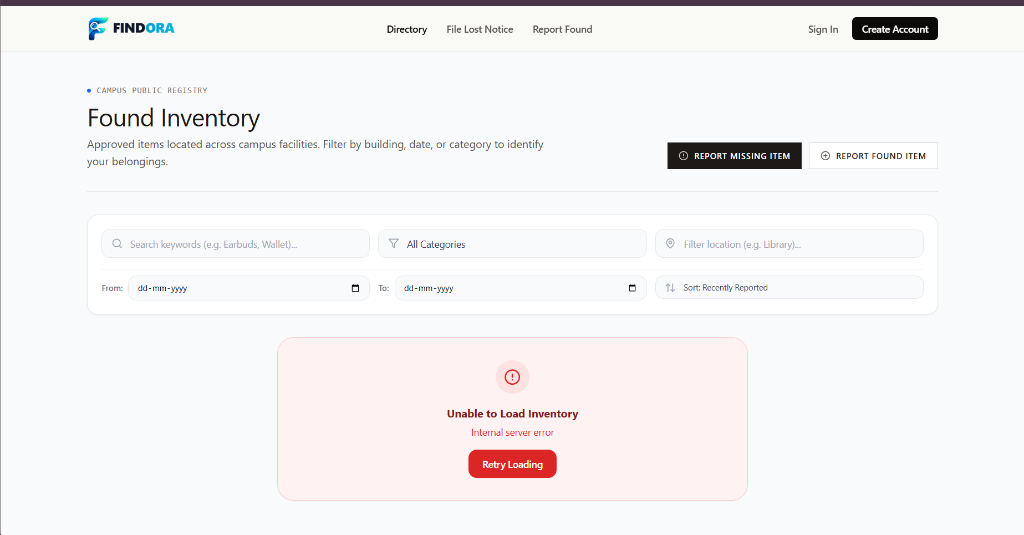 FINDORA
Directory
File Lost Notice
Report Found
Sign In
Create Account
CAMPUS PUBLIC REGISTRY
Found Inventory
Approved items located across campus facilities. Filter by building, date, or category to identify
your belongings.
REPORT MISSING ITEM
REPORT FOUND ITEM
Search keywords (e.g. Earbuds, Wallet)...
All Categories
Filter location (e.g. Library)...
From:
dd-mm-yyyy
To:
dd-mm-yyyy
Sort: Recently Reported
Unable to Load Inventory
Internal server error
Retry Loading